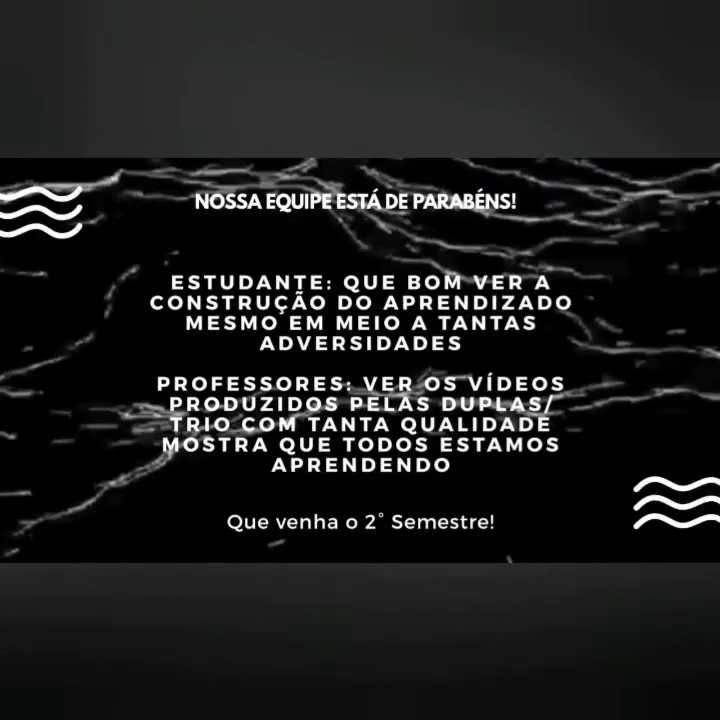 NOSSA EQUIPE ESTÁ DE PARABÉNS!
ESTUDANTE: QUE BOM VER A
CONSTRUÇÃO DO APRENDIZADO
MESMO EM MEIO A TANTAS
ADVERSIDADES
PROFESSORES: VER OS VÍDEOS
PRODUZIDOS PELAS DUPLAS/
TRIO COM TANTA QUALIDADE
MOSTRA QUE TODOS ESTAMOS
APRENDENDO
Que venha o 2° Semestre!